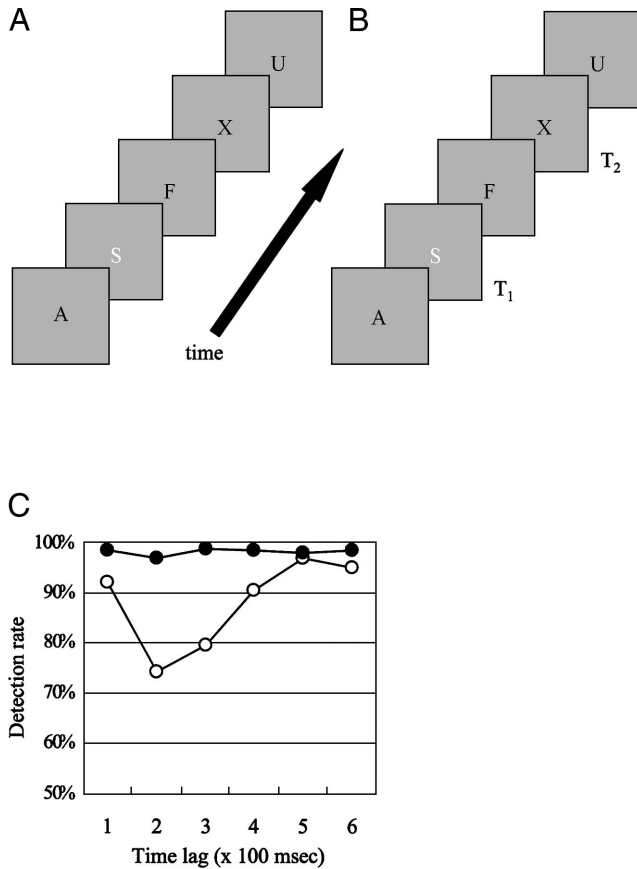 A
B
U
X
F
S
A
time
U
X
T2
F
S
T1
A
C
100%
90%
80%
70%
60%
50%
Detection rate
1 2 3 4 5 6
Time lag (x 100 msec)